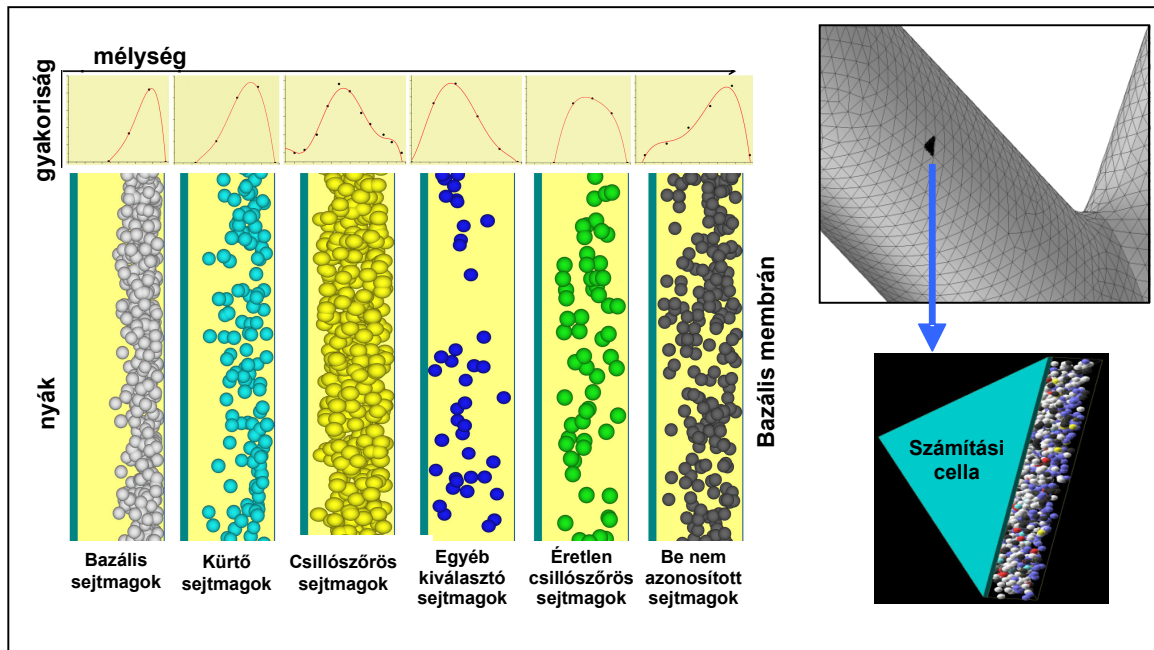 mélység
gyakoriság
nyák
Bazális membrán
Bazális
sejtmagok
Kürtő
sejtmagok
Csillószőrös
sejtmagok
Egyéb
kiválasztó
sejtmagok
Éretlen
csillószőrös
sejtmagok
Be nem
azonosított
sejtmagok
Számítási
cella